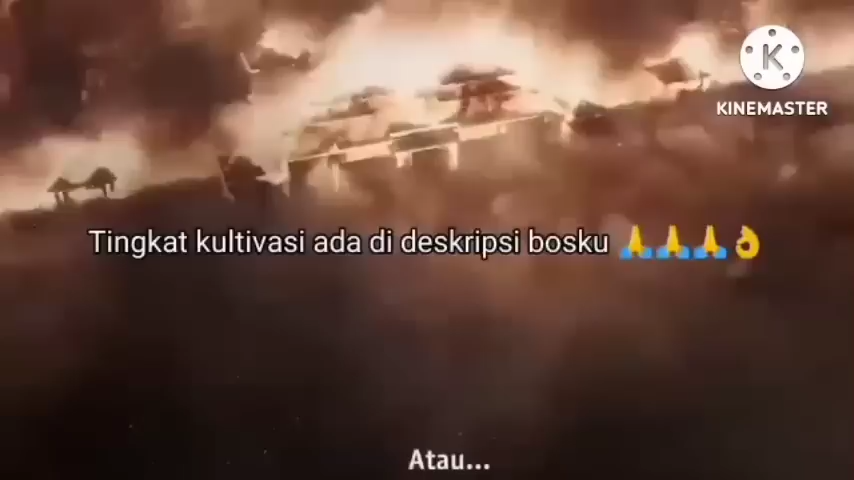 KINEMASTER
Tingkat kultivasi ada di deskripsi bosku 🙏🙏🙏👌
Atau...